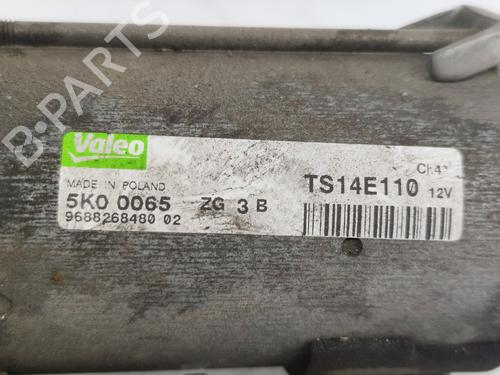 B-PARTS
Valeo
MADE IN POLAND
5K0 0065 ZG 3 B
9688268480 02
TS14E110 12V